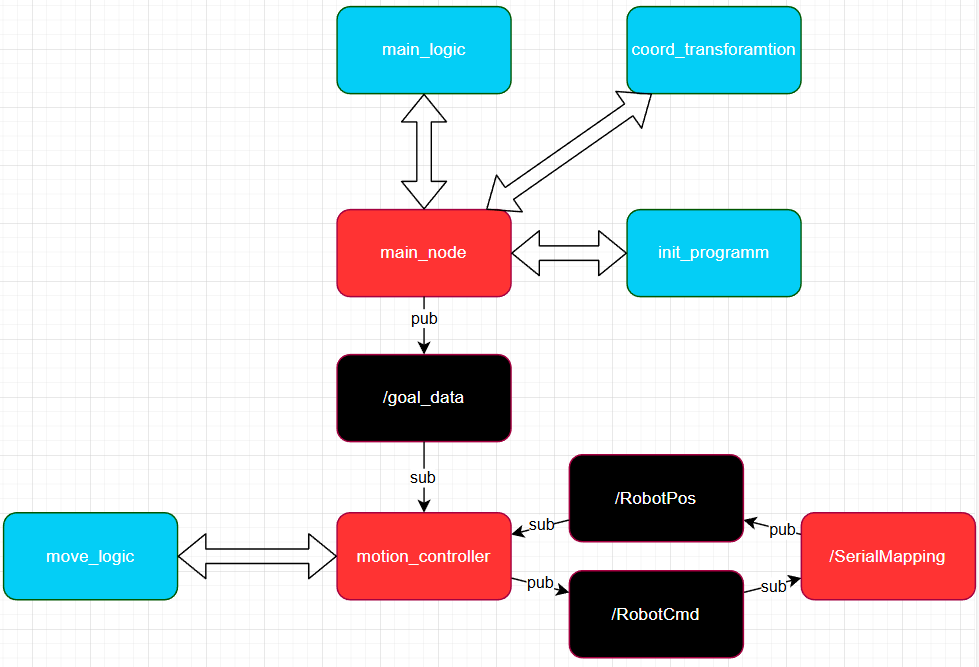 main_logic
coord_transforamtion
main_node
init_programm
pub
/goal_data
sub
/RobotPos
sub
pub
move_logic
motion_controller
/SerialMapping
pub
sub
/RobotCmd